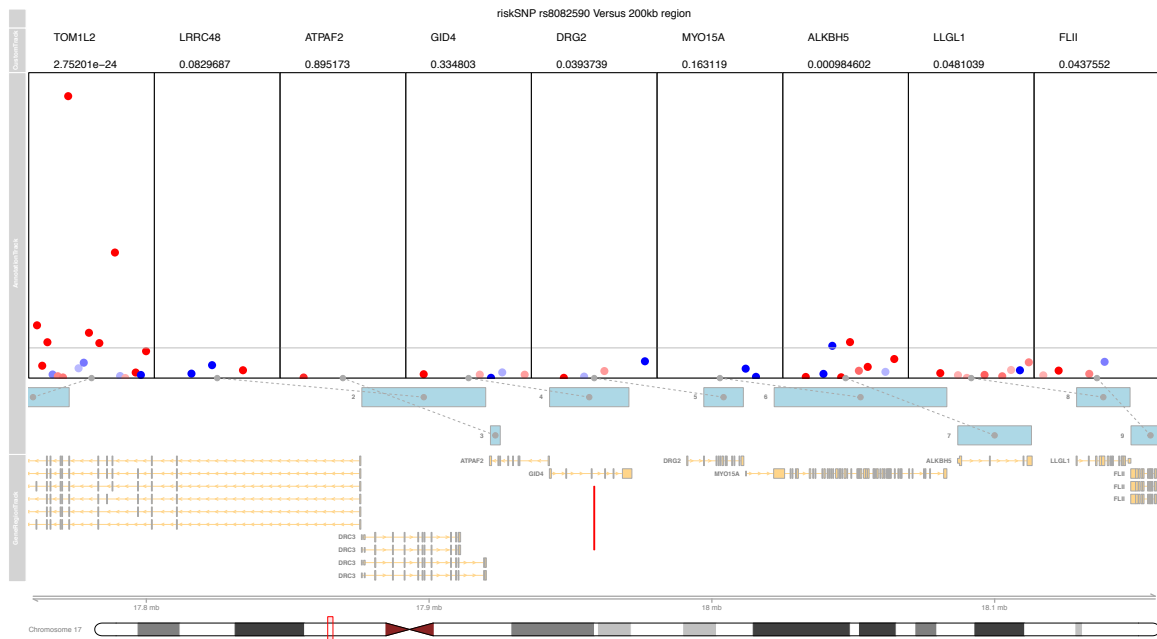 riskSNP rs8082590 Versus 200kb region
TOM1L2 LRRC48 ATPAF2 GID4 DRG2 MYO15A ALKBH5 LLGL1 FLII
2.75201e−24 0.0829687 0.895173 0.334803 0.0393739 0.163119 0.000984602 0.0481039 0.0437552
CustomTrack
AnnotationTrack
2 4 5 6 8
3 7 9
GeneRegionTrack
ATPAF2 DRG2 ALKBH5 LLGL1
GID4 MYO15A FLII
FLII
FLII
DRC3
DRC3
DRC3
DRC3
17.8 mb 17.9 mb 18 mb 18.1 mb
Chromosome 17